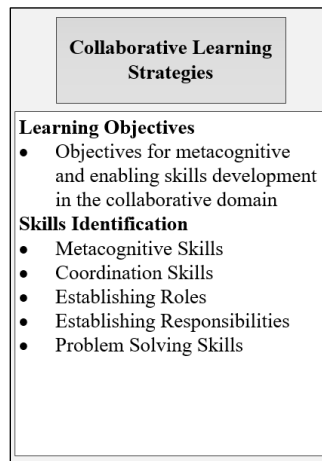 Collaborative Learning
Strategies
Learning Objectives
• Objectives for metacognitive
and enabling skills development
in the collaborative domain
Skills Identification
• Metacognitive Skills
• Coordination Skills
• Establishing Roles
• Establishing Responsibilities
• Problem Solving Skills